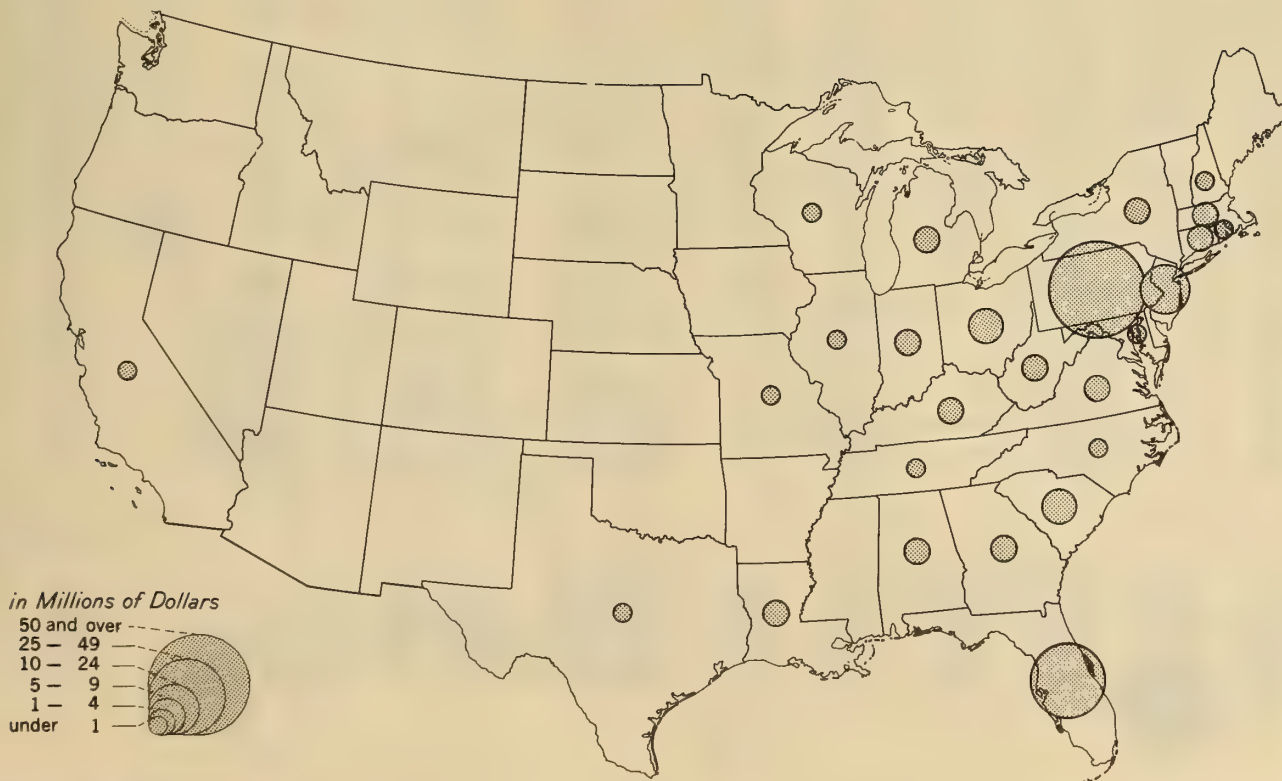 in Millions of Dollars
50 and over
25 – 49
10 – 24
5 – 9
1 – 4
under 1